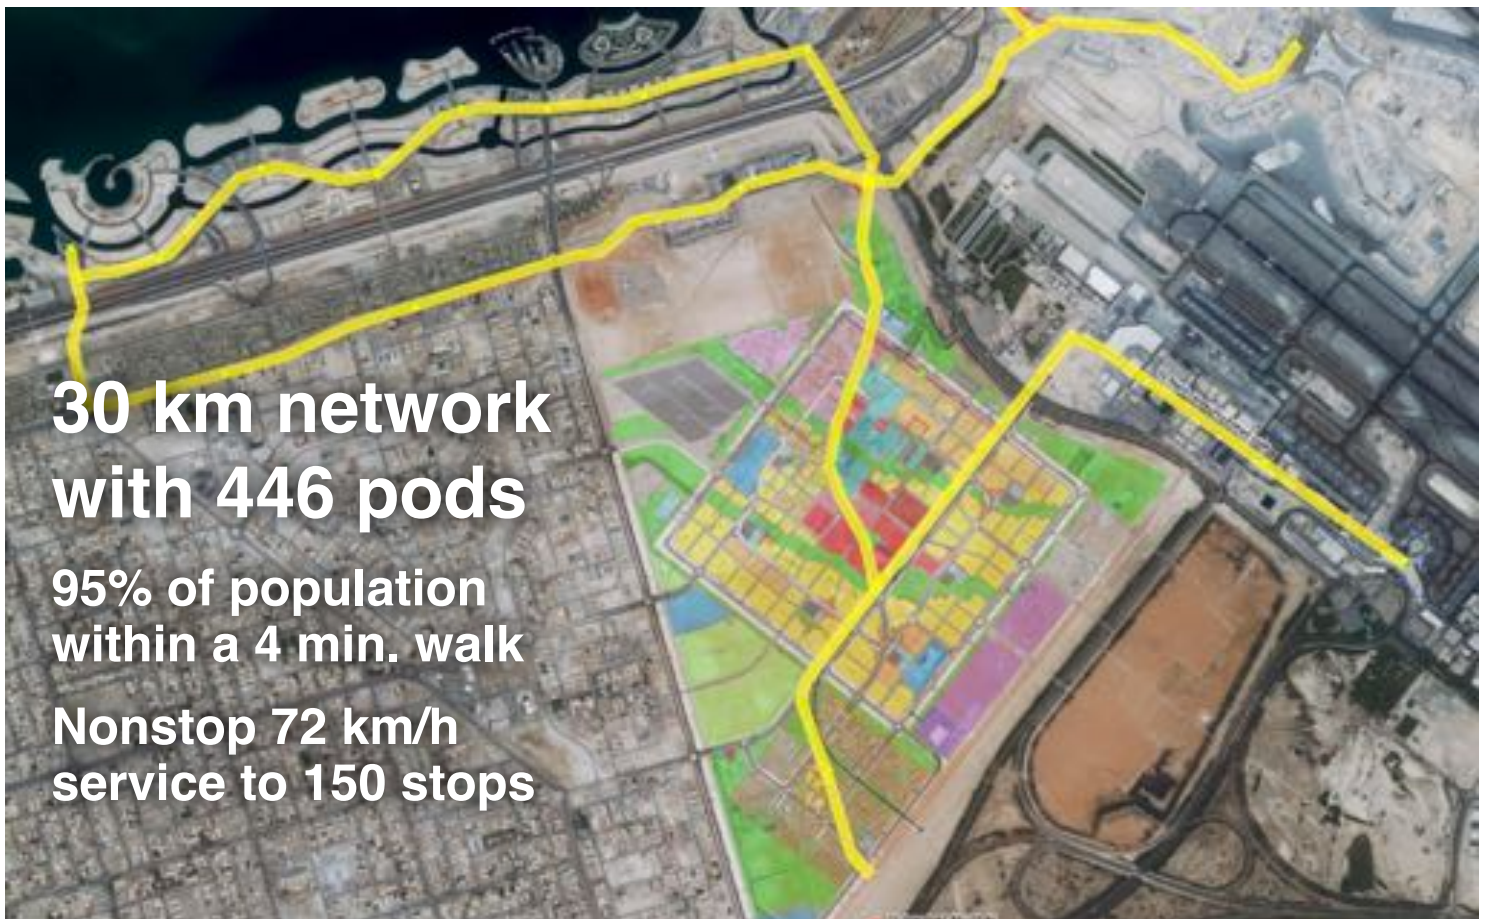 30 km network
with 446 pods
95% of population
within a 4 min. walk
Nonstop 72 km/h
service to 150 stops